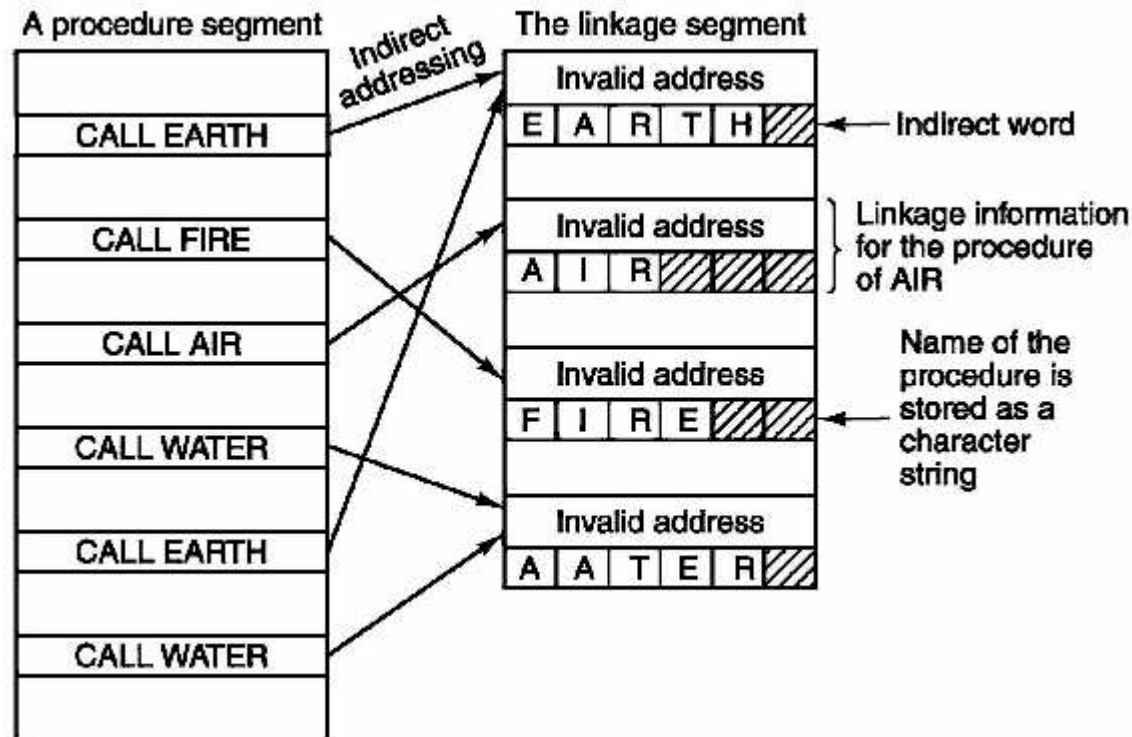 A procedure segment
The linkage segment
Indirect
addressing
CALL EARTH
CALL FIRE
CALL AIR
CALL WATER
CALL EARTH
CALL WATER
Invalid address
E A R T H
Invalid address
A I R
Invalid address
F I R E
Invalid address
A A T E R
Indirect word
Linkage information
for the procedure
of AIR
Name of the
procedure is
stored as a
character
string